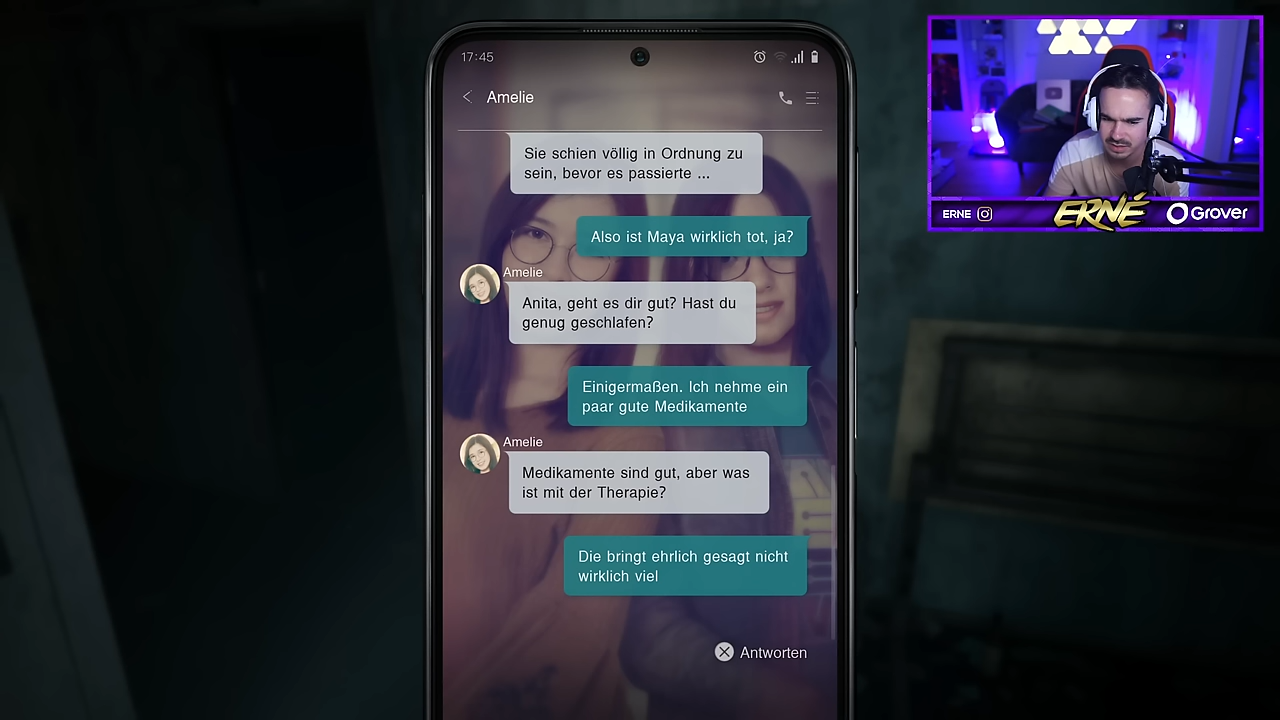 17:45
Amelie
Sie schien völlig in Ordnung zu
sein, bevor es passierte ...
Also ist Maya wirklich tot, ja?
Amelie
Anita, geht es dir gut? Hast du
genug geschlafen?
Einigermaßen. Ich nehme ein
paar gute Medikamente
Amelie
Medikamente sind gut, aber was
ist mit der Therapie?
Die bringt ehrlich gesagt nicht
wirklich viel
Antworten
ERNE
ERNÉ
Grover